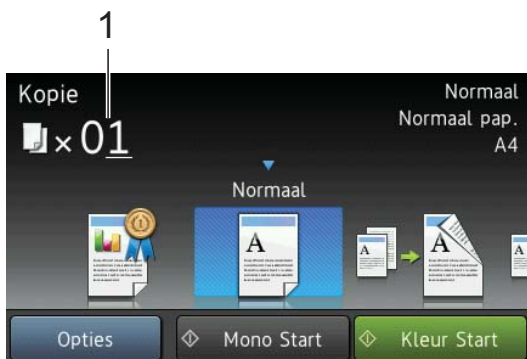 1
Kopie
Normaal
Normaal pap.
A4
×01
Normaal
A
A
A
A
Opties
Mono Start
Kleur Start